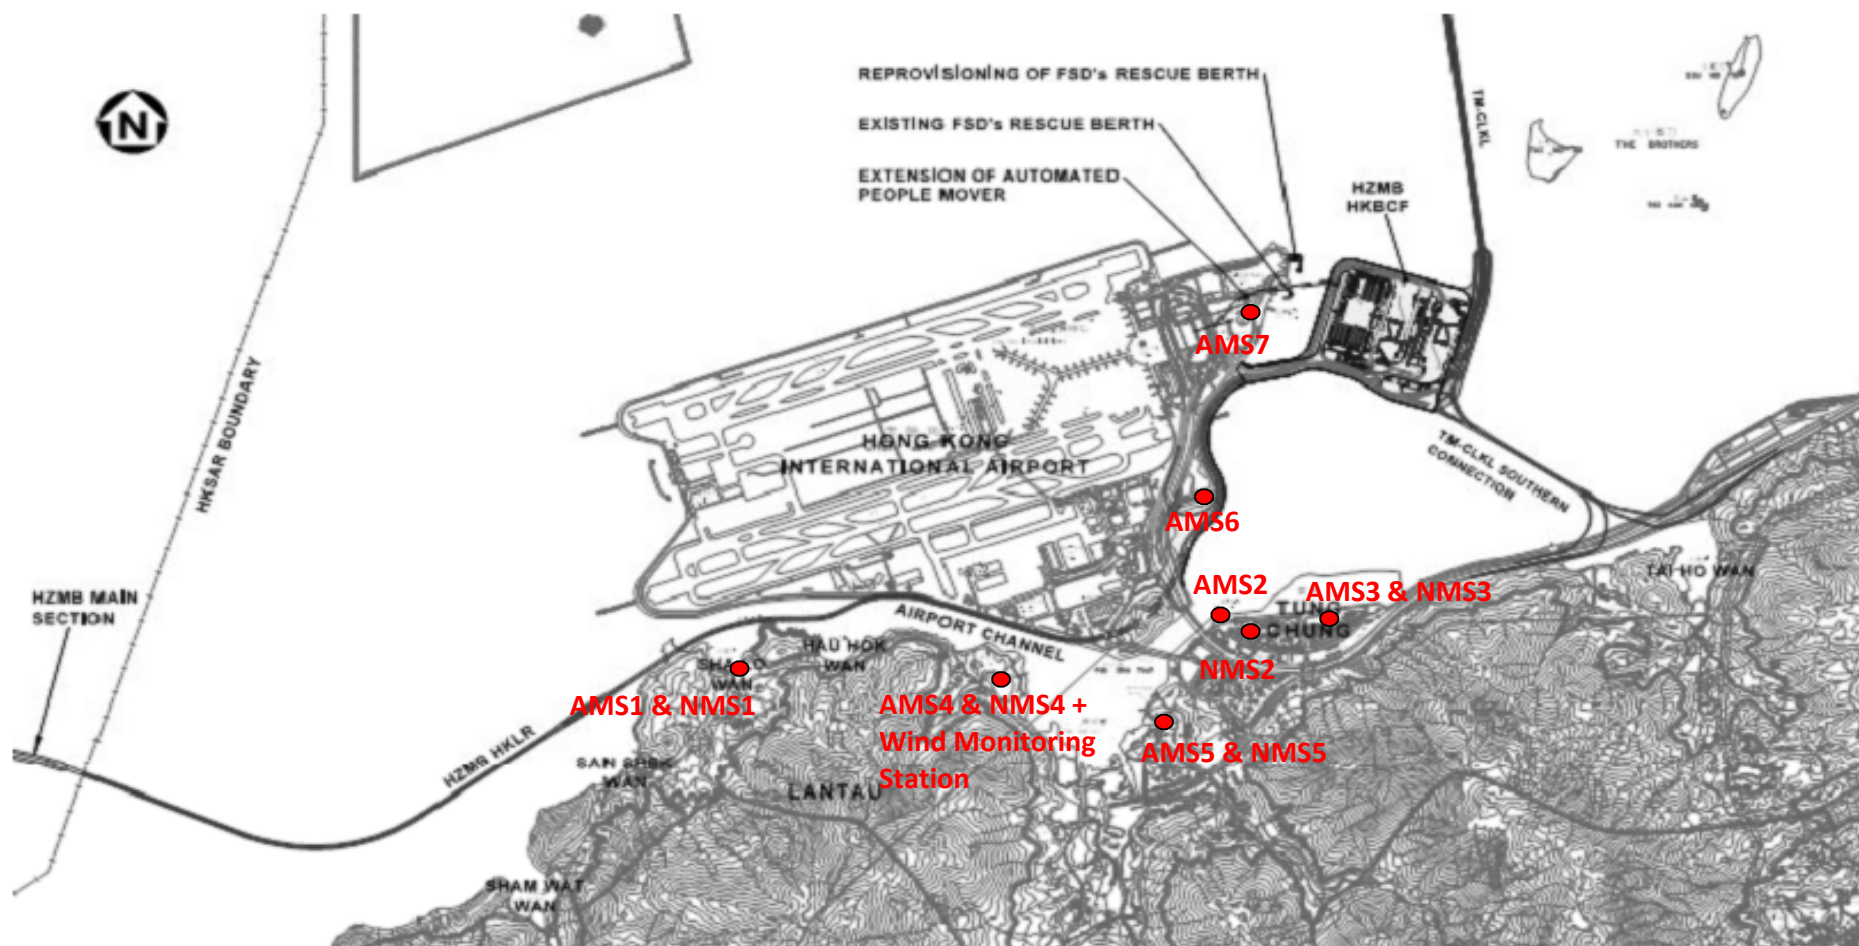 REPROVISIONING OF FSD's RESCUE BERTH
EXISTING FSD's RESCUE BERTH
EXTENSION OF AUTOMATED
PEOPLE MOVER
N
TM-CLKL
THE BROTHERS
HZMB
HKBCF
AMS7
HKSAR BOUNDARY
HONG KONG
INTERNATIONAL AIRPORT
TM-CLKL SOUTHERN
CONNECTION
AMS6
TAI HO WAN
HZMB MAIN
SECTION
AMS2
AMS3 & NMS3
TUNG
CHUNG
AIRPORT CHANNEL
HAU HOK
WAN
NMS2
SHA LO
WAN
AMS1 & NMS1
AMS4 & NMS4 +
Wind Monitoring
Station
AMS5 & NMS5
HZMB HKLR
SAN SHEK
WAN
LANTAU
SHAM WAT
WAN